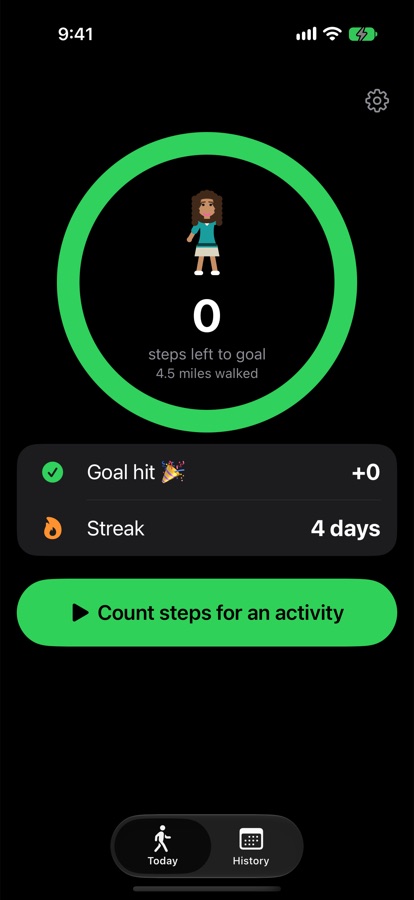 9:41
0
steps left to goal
4.5 miles walked
Goal hit 🎉
+0
Streak
4 days
Count steps for an activity
Today
History